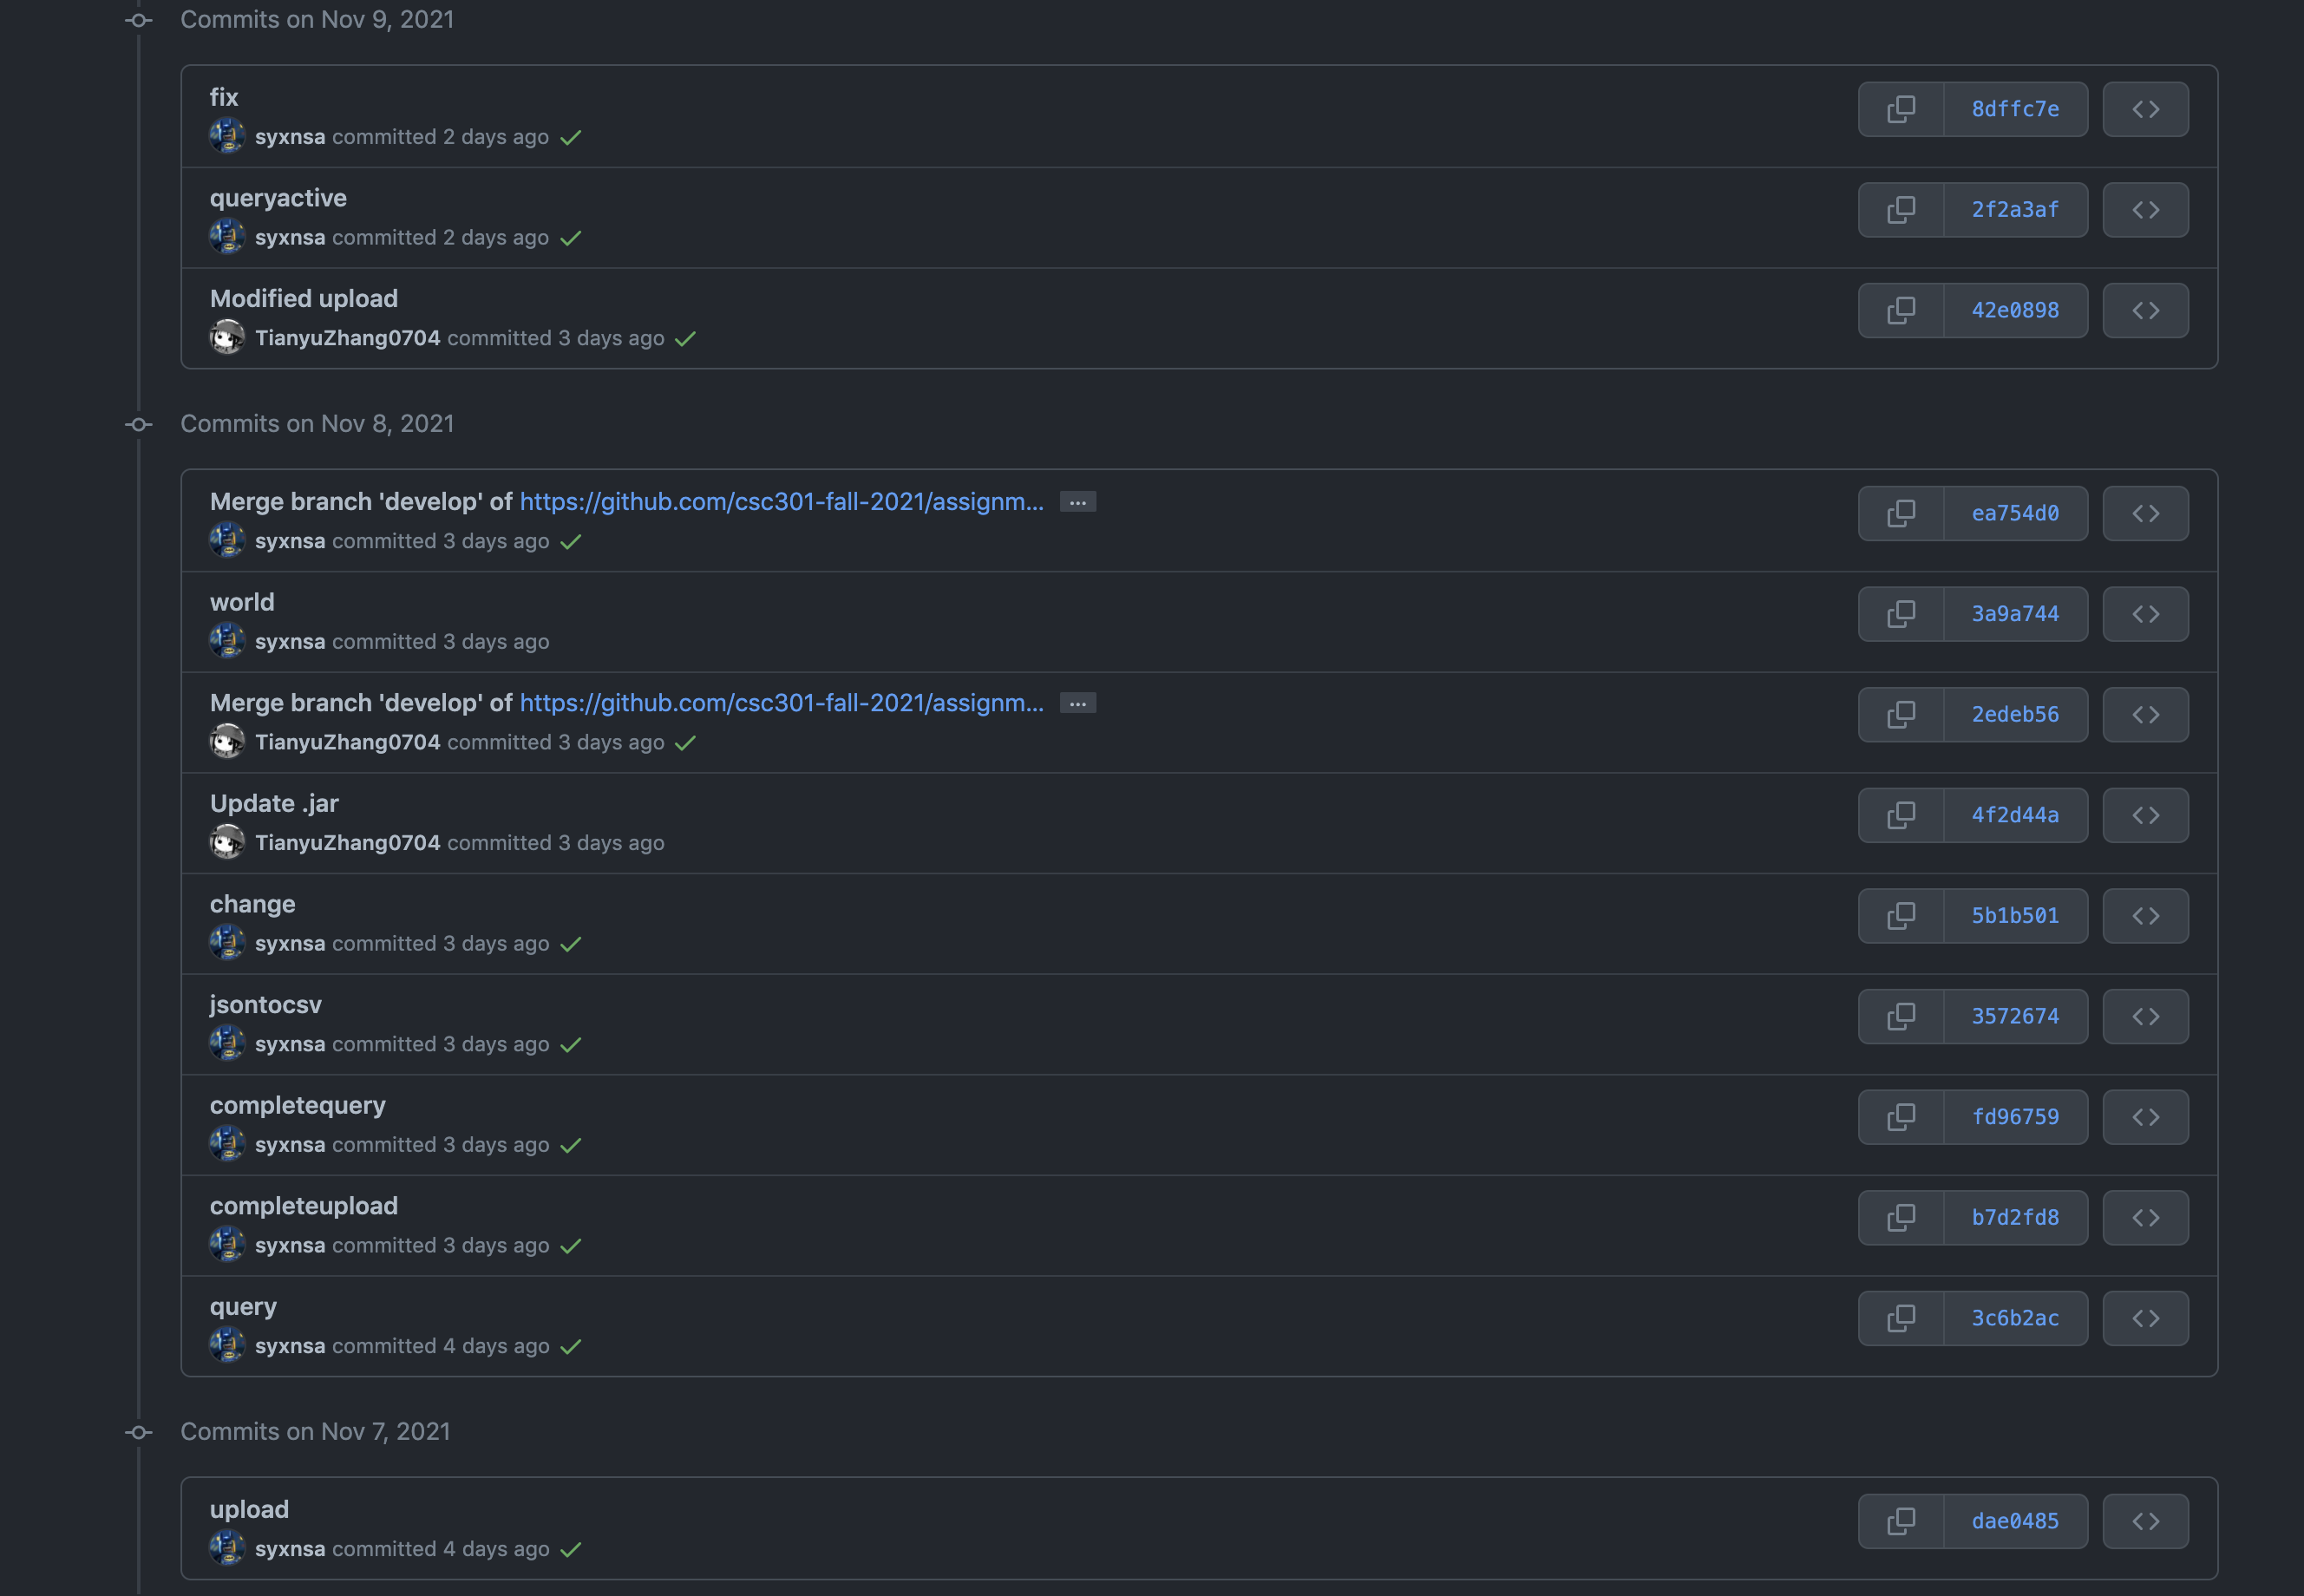 Commits on Nov 9, 2021
fix
8dffc7e
syxnsa committed 2 days ago
queryactive
2f2a3af
syxnsa committed 2 days ago
Modified upload
42e0898
TianyuZhang0704 committed 3 days ago
Commits on Nov 8, 2021
Merge branch 'develop' of https://github.com/csc301-fall-2021/assignm... ...
ea754d0
syxnsa committed 3 days ago
world
3a9a744
syxnsa committed 3 days ago
Merge branch 'develop' of https://github.com/csc301-fall-2021/assignm... ...
2edeb56
TianyuZhang0704 committed 3 days ago
Update .jar
4f2d44a
TianyuZhang0704 committed 3 days ago
change
5b1b501
syxnsa committed 3 days ago
jsontocsv
3572674
syxnsa committed 3 days ago
completequery
fd96759
syxnsa committed 3 days ago
completeupload
b7d2fd8
syxnsa committed 3 days ago
query
3c6b2ac
syxnsa committed 4 days ago
Commits on Nov 7, 2021
upload
dae0485
syxnsa committed 4 days ago